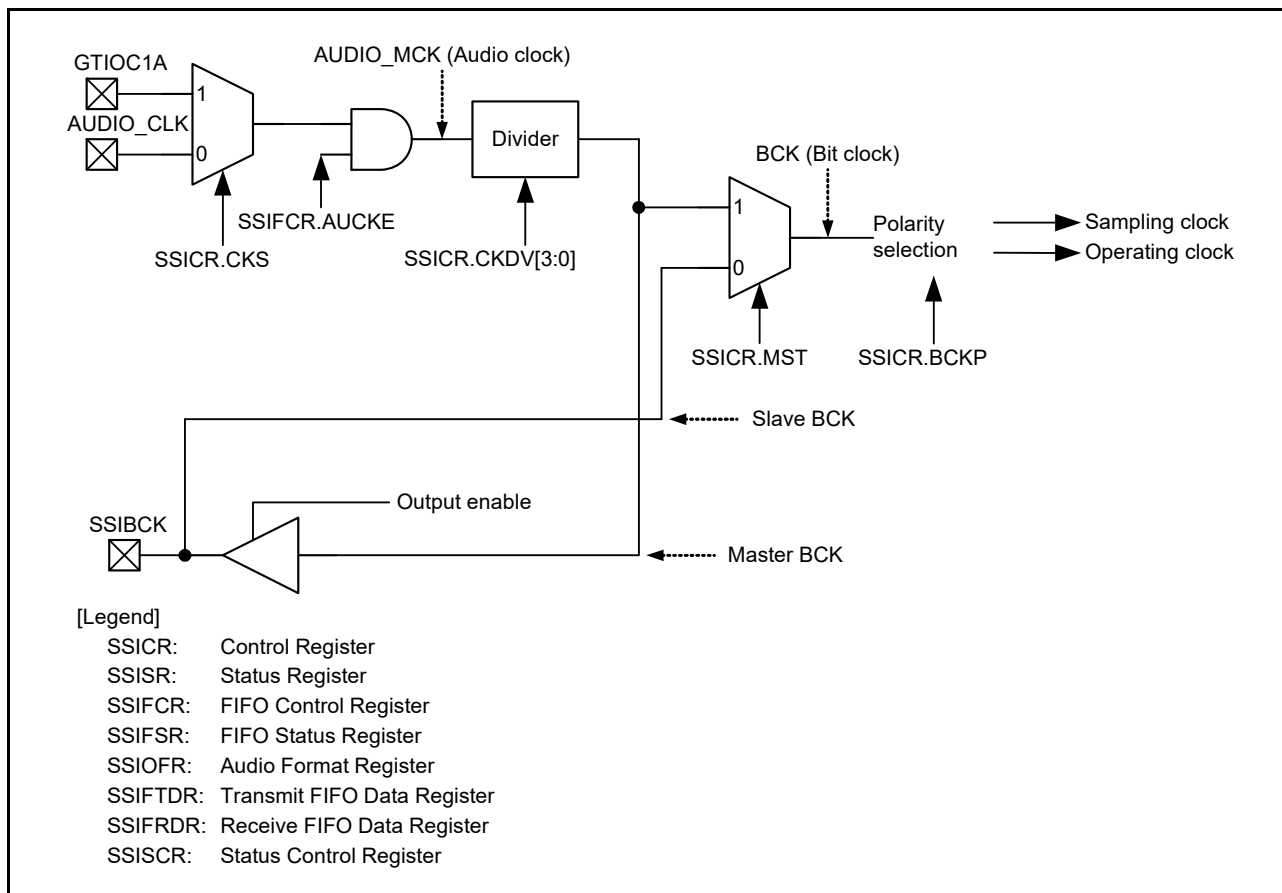 GTIOC1A
AUDIO_MCK (Audio clock)
1
AUDIO_CLK
0
Divider
BCK (Bit clock)
SSIFCR.AUCKE
1
Polarity
selection
Sampling clock
SSICR.CKS
SSICR.CKDV[3:0]
0
Operating clock
SSICR.MST
SSICR.BCKP
Slave BCK
Output enable
SSIBCK
Master BCK
[Legend]
SSICR: Control Register
SSISR: Status Register
SSIFCR: FIFO Control Register
SSIFSR: FIFO Status Register
SSIOFR: Audio Format Register
SSIFTDR: Transmit FIFO Data Register
SSIFRDR: Receive FIFO Data Register
SSISCR: Status Control Register